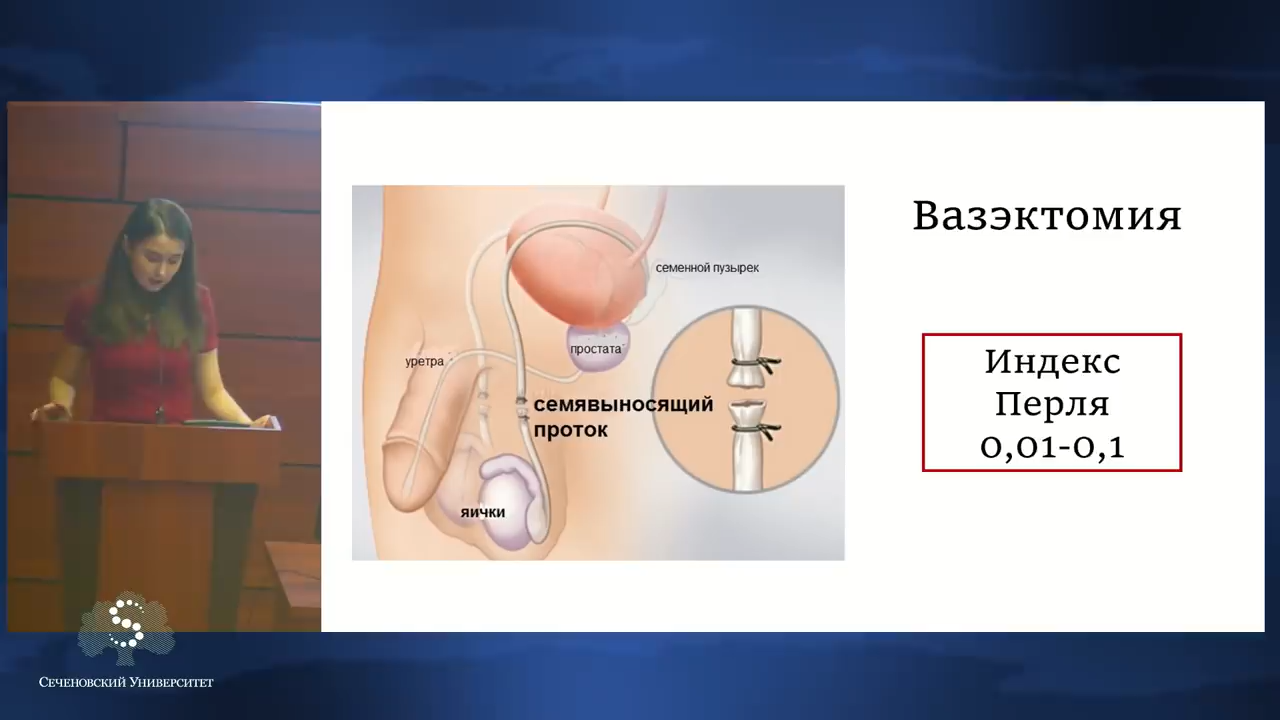 Вазэктомия
семенной пузырек
простата
уретра
семявыносящий
проток
яички
Индекс
Перля
0,01-0,1
Сеченовский Университет